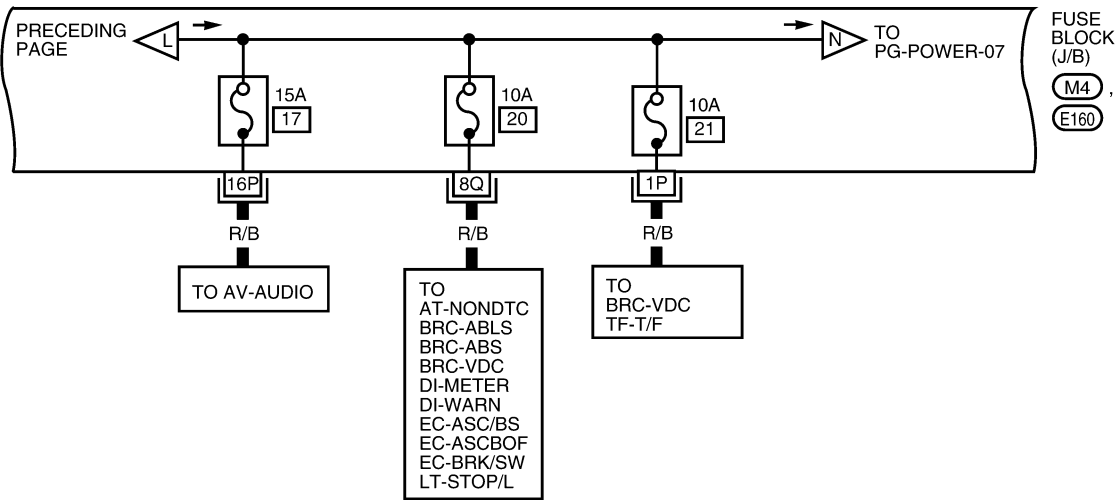 PRECEDING
PAGE
L
N
TO
PG-POWER-07
FUSE
BLOCK
(J/B)
M4 ,
E160
15A
17
10A
20
10A
21
16P
8Q
1P
R/B
R/B
R/B
TO AV-AUDIO
TO
AT-NONDTC
BRC-ABLS
BRC-ABS
BRC-VDC
DI-METER
DI-WARN
EC-ASC/BS
EC-ASCBOF
EC-BRK/SW
LT-STOP/L
TO
BRC-VDC
TF-T/F